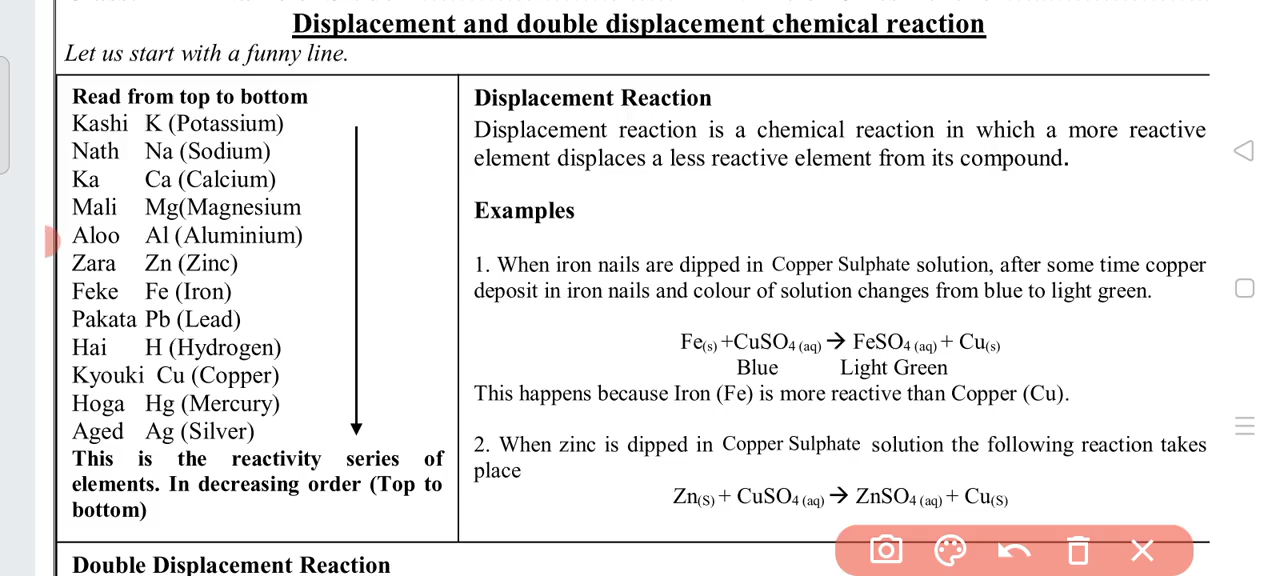 Displacement and double displacement chemical reaction
Let us start with a funny line.
Read from top to bottom
Kashi K (Potassium)
Nath Na (Sodium)
Ka Ca (Calcium)
Mali Mg(Magnesium
Aloo Al (Aluminium)
Zara Zn (Zinc)
Feke Fe (Iron)
Pakata Pb (Lead)
Hai H (Hydrogen)
Kyouki Cu (Copper)
Hoga Hg (Mercury)
Aged Ag (Silver)
This is the reactivity series of
elements. In decreasing order (Top to
bottom)
Displacement Reaction
Displacement reaction is a chemical reaction in which a more reactive
element displaces a less reactive element from its compound.
Examples
1. When iron nails are dipped in Copper Sulphate solution, after some time copper
deposit in iron nails and colour of solution changes from blue to light green.
Fe(s) +CuSO4 (aq) → FeSO4 (aq) + Cu(s)
Blue Light Green
This happens because Iron (Fe) is more reactive than Copper (Cu).
2. When zinc is dipped in Copper Sulphate solution the following reaction takes
place
Zn(S) + CuSO4 (aq) → ZnSO4 (aq) + Cu(S)
Double Displacement Reaction